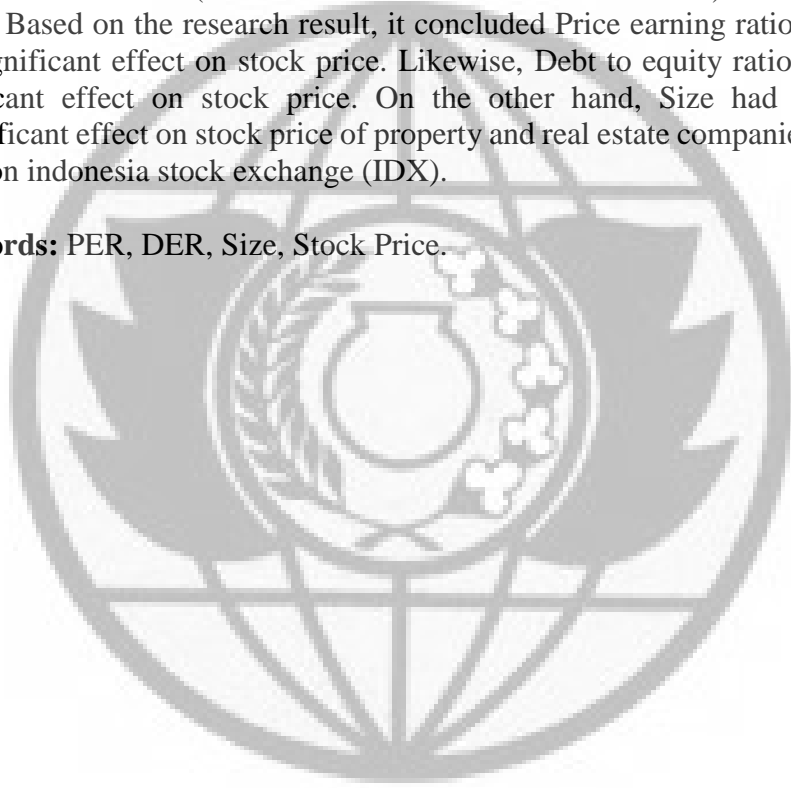 Based on the research result, it concluded Price earning ratio
gnificant effect on stock price. Likewise, Debt to equity ratio
cant effect on stock price. On the other hand, Size had
ficant effect on stock price of property and real estate companie
on indonesia stock exchange (IDX).
ords: PER, DER, Size, Stock Price.